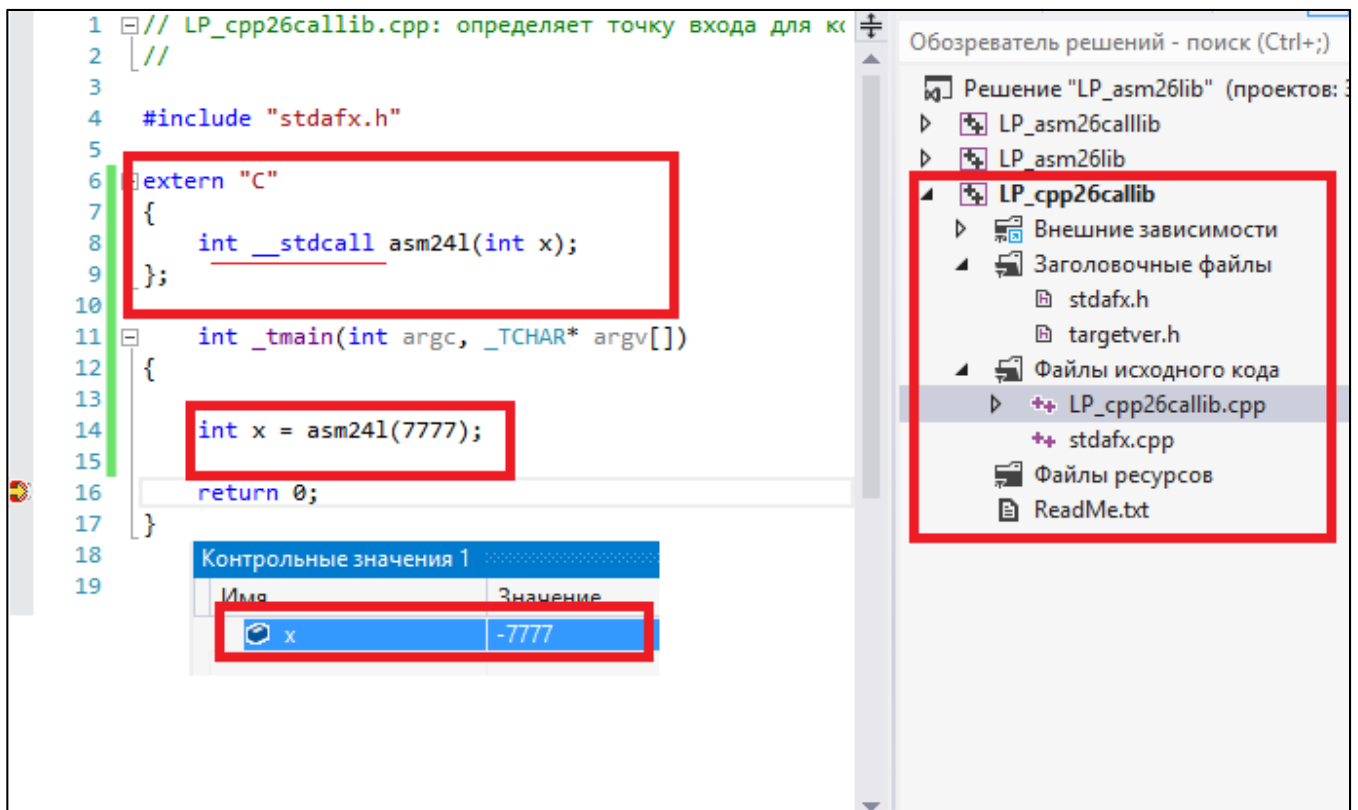 1 // LP_cpp26callib.cpp: определяет точку входа для кс
2 //
3
4 #include "stdafx.h"
5
6 extern "C"
7 {
8 int __stdcall asm24l(int x);
9 };
10
11 int _tmain(int argc, _TCHAR* argv[])
12 {
13
14 int x = asm24l(7777);
15
16 return 0;
17 }
18
19
Контрольные значения 1
Имя Значение
x -7777
Обозреватель решений - поиск (Ctrl+;)
Решение "LP_asm26lib" (проектов: 3
LP_asm26calllib
LP_asm26lib
LP_cpp26callib
Внешние зависимости
Заголовочные файлы
stdafx.h
targetver.h
Файлы исходного кода
LP_cpp26callib.cpp
stdafx.cpp
Файлы ресурсов
ReadMe.txt